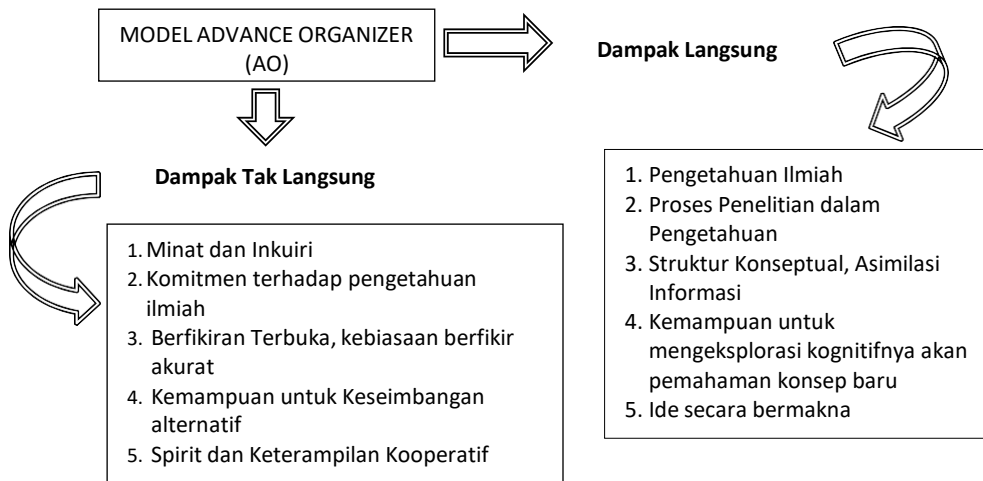 MODEL ADVANCE ORGANIZER
(AO)
Dampak Langsung
1. Pengetahuan Ilmiah
2. Proses Penelitian dalam
Pengetahuan
3. Struktur Konseptual, Asimilasi
Informasi
4. Kemampuan untuk
mengeksplorasi kognitifnya akan
pemahaman konsep baru
5. Ide secara bermakna
Dampak Tak Langsung
1. Minat dan Inkuiri
2. Komitmen terhadap pengetahuan
ilmiah
3. Berfikiran Terbuka, kebiasaan berfikir
akurat
4. Kemampuan untuk Keseimbangan
alternatif
5. Spirit dan Keterampilan Kooperatif